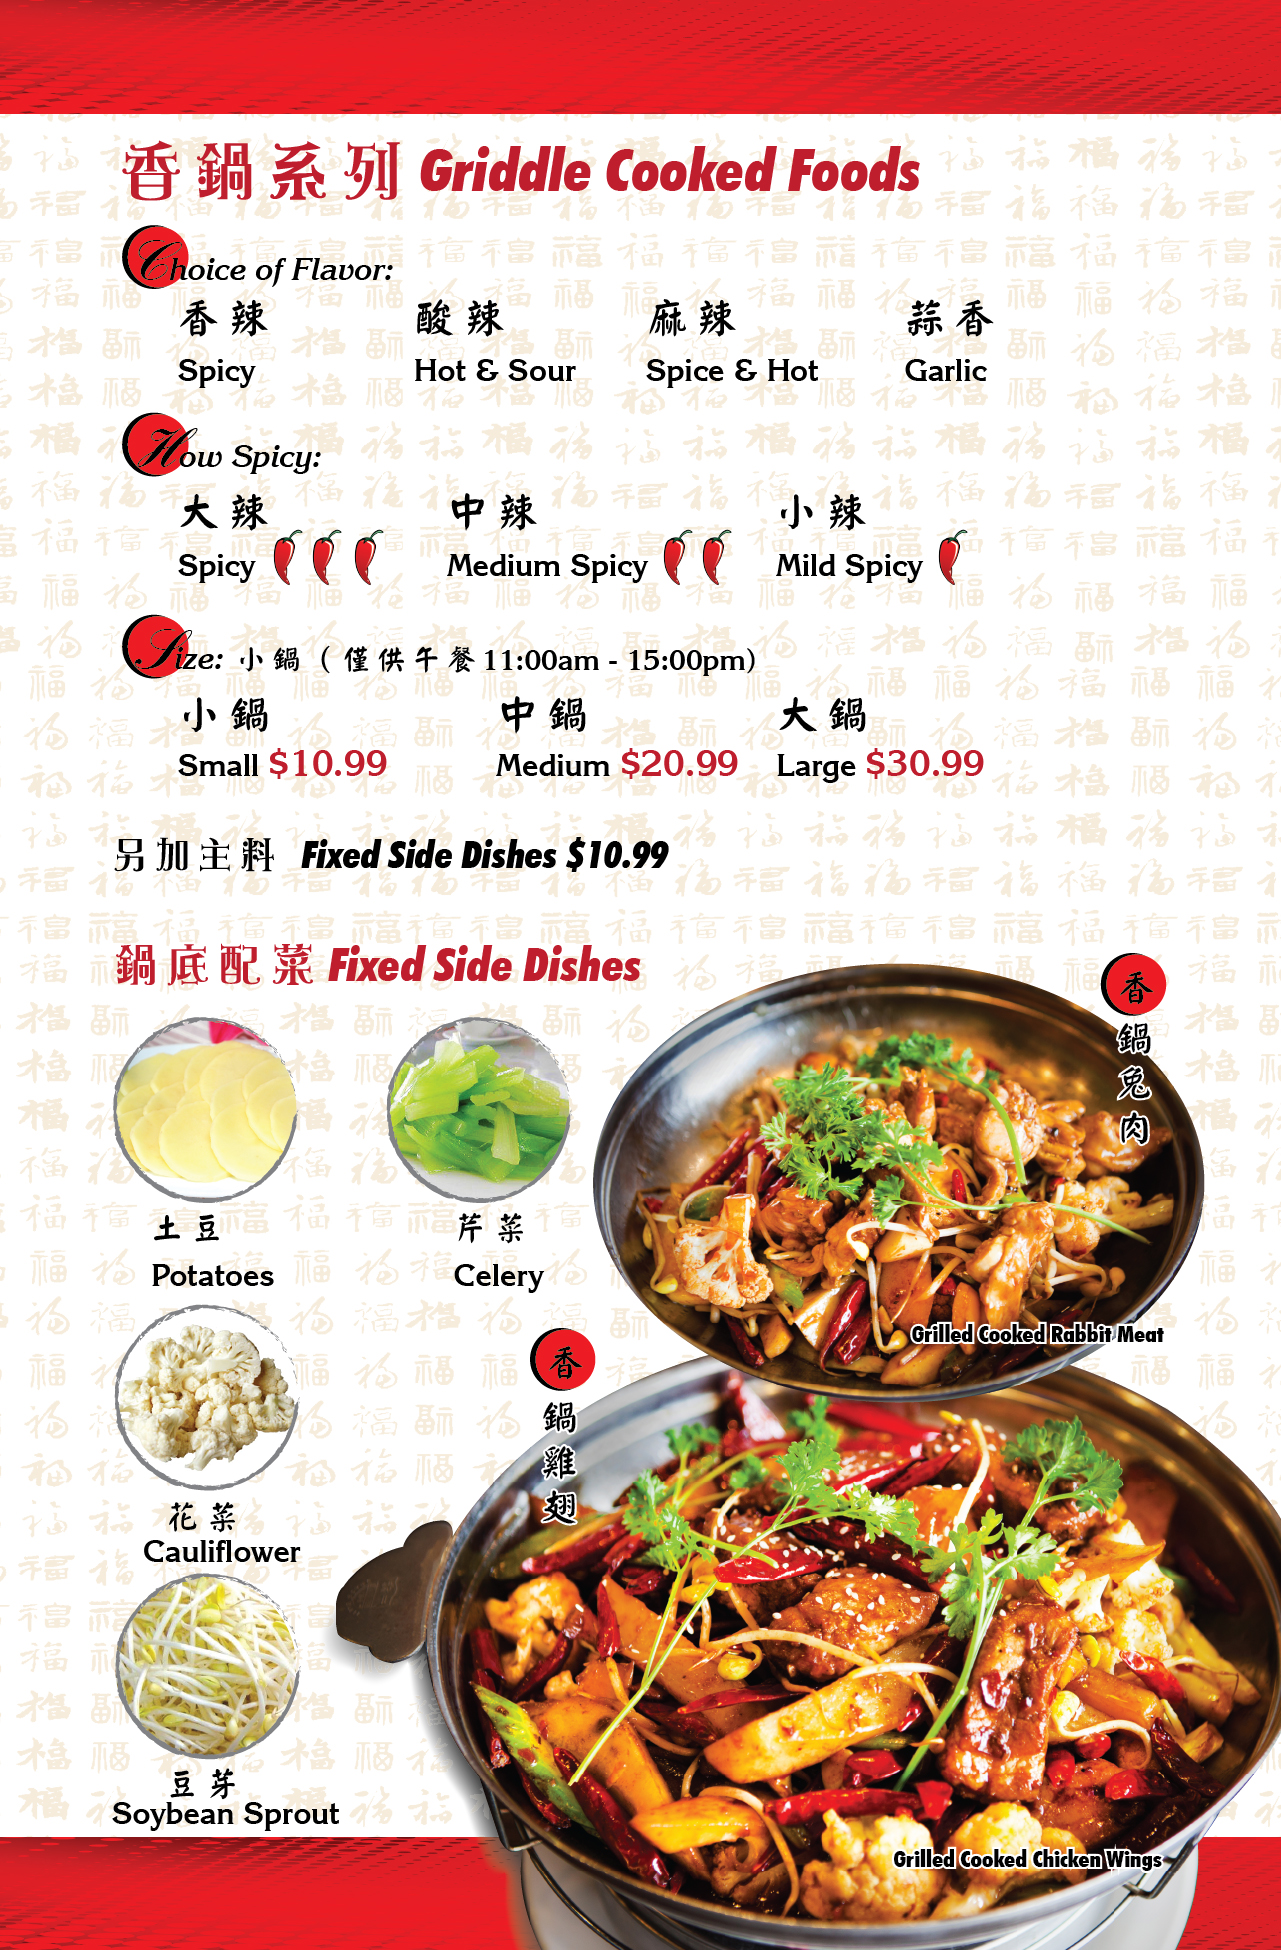 香鍋系列 Griddle Cooked Foods
Choice of Flavor:
香辣 酸辣 麻辣 蒜香
Spicy Hot & Sour Spice & Hot Garlic
How Spicy:
大辣 中辣 小辣
Spicy Medium Spicy Mild Spicy
Size: 小鍋 ( 僅供午餐 11:00am - 15:00pm)
小鍋 中鍋 大鍋
Small $10.99 Medium $20.99 Large $30.99
另加主料 Fixed Side Dishes $10.99
鍋底配菜 Fixed Side Dishes
土豆 芹菜
Potatoes Celery
花菜
Cauliflower
豆芽
Soybean Sprout
香鍋兔肉
Grilled Cooked Rabbit Meat
香鍋雞翅
Grilled Cooked Chicken Wings